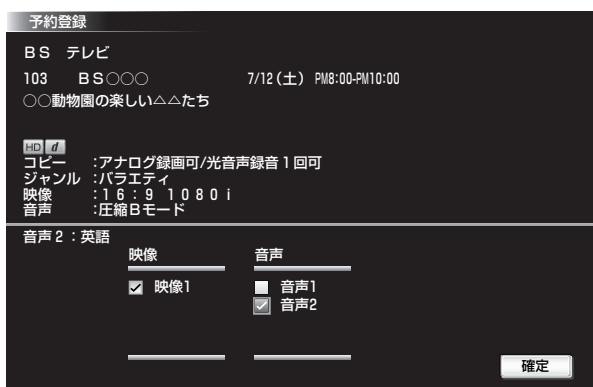 予約登録
BS テレビ
103 BS○○○ 7/12(土) PM8:00-PM10:00
○○動物園の楽しい△△たち
HD d
コピー :アナログ録画可/光音声録音1回可
ジャンル :バラエティ
映像 :16:9 1080i
音声 :圧縮Bモード
音声2:英語
映像 音声
映像1 音声1
音声2
確定